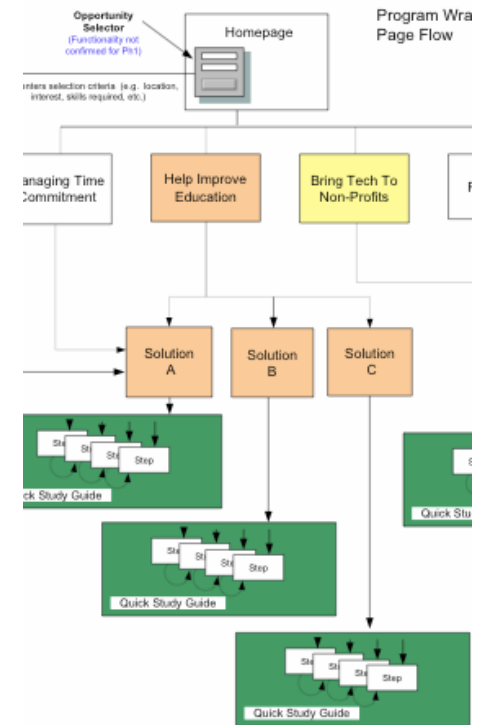 Opportunity
Selector
(Functionality not
confirmed for Ph1)
Homepage
Program Wra
Page Flow
nters selection criteria (e.g. location,
interest, skills required, etc.)
anaging Time
Commitment
Help Improve
Education
Bring Tech To
Non-Profits
Solution
A
Solution
B
Solution
C
Step
ck Study Guide
Quick Stu
Step
Quick Study Guide
Step
Quick Study Guide